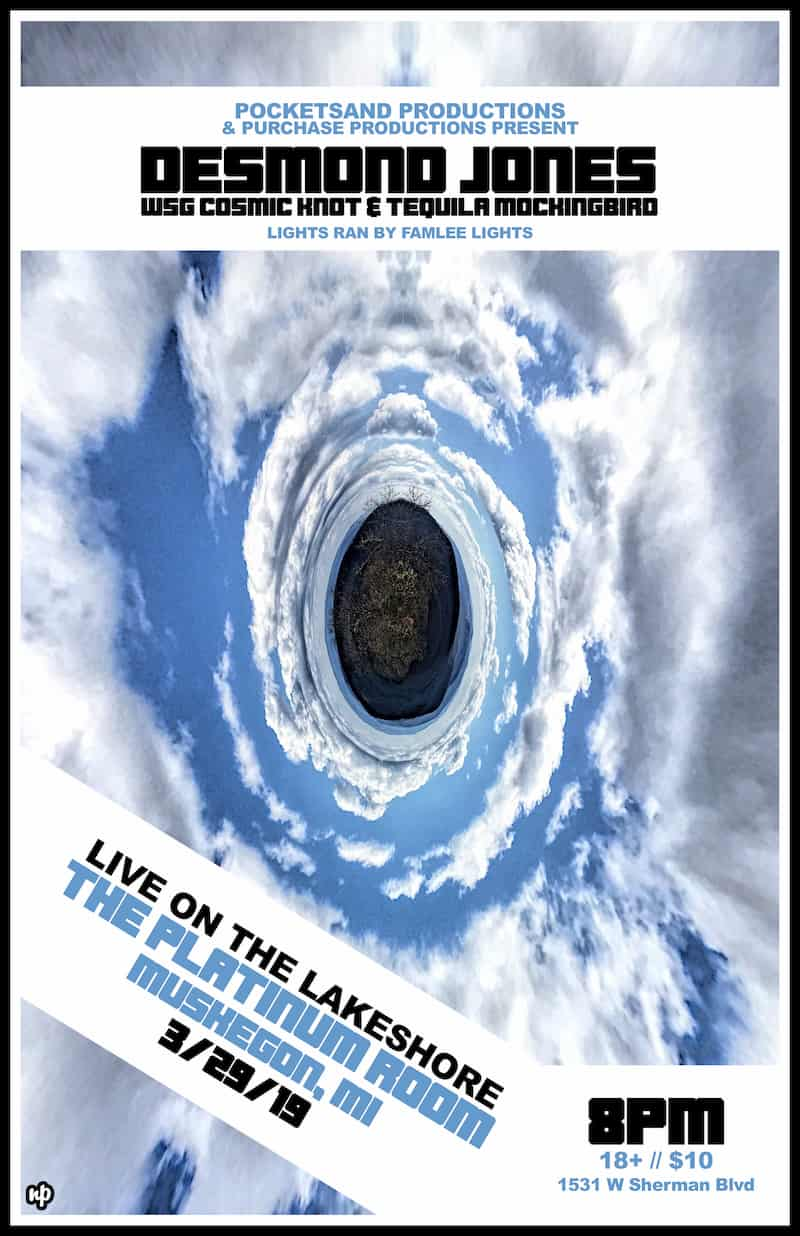 POCKETSAND PRODUCTIONS
& PURCHASE PRODUCTIONS PRESENT
DESMOND JONES
WSG COSMIC KNOT & TEQUILA MOCKINGBIRD
LIGHTS RAN BY FAMLEE LIGHTS
LIVE ON THE LAKESHORE
THE PLATINUM ROOM
MUSKEGON, MI
3/29/19
8PM
18+ // $10
1531 W Sherman Blvd
np